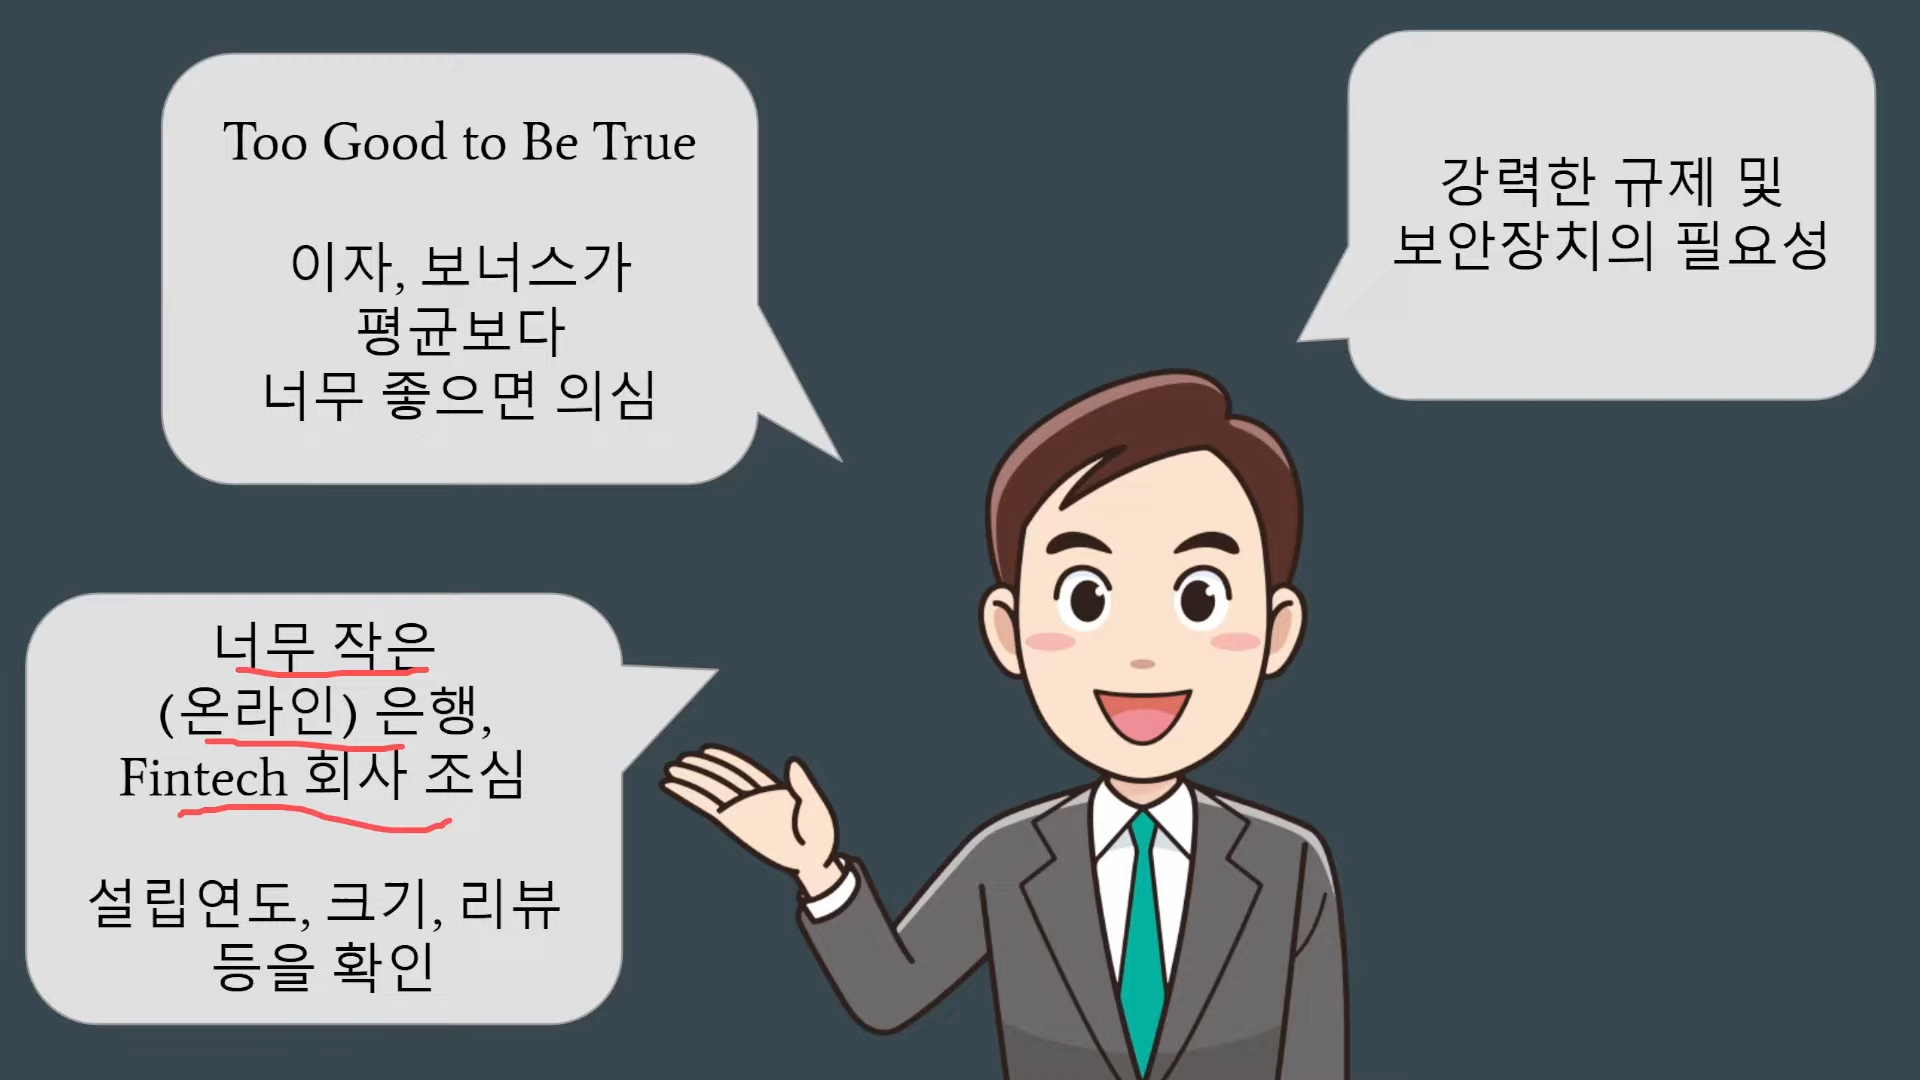 Too Good to Be True
이자, 보너스가
평균보다
너무 좋으면 의심
강력한 규제 및
보안장치의 필요성
너무 작은
(온라인) 은행,
Fintech 회사 조심
설립연도, 크기, 리뷰
등을 확인